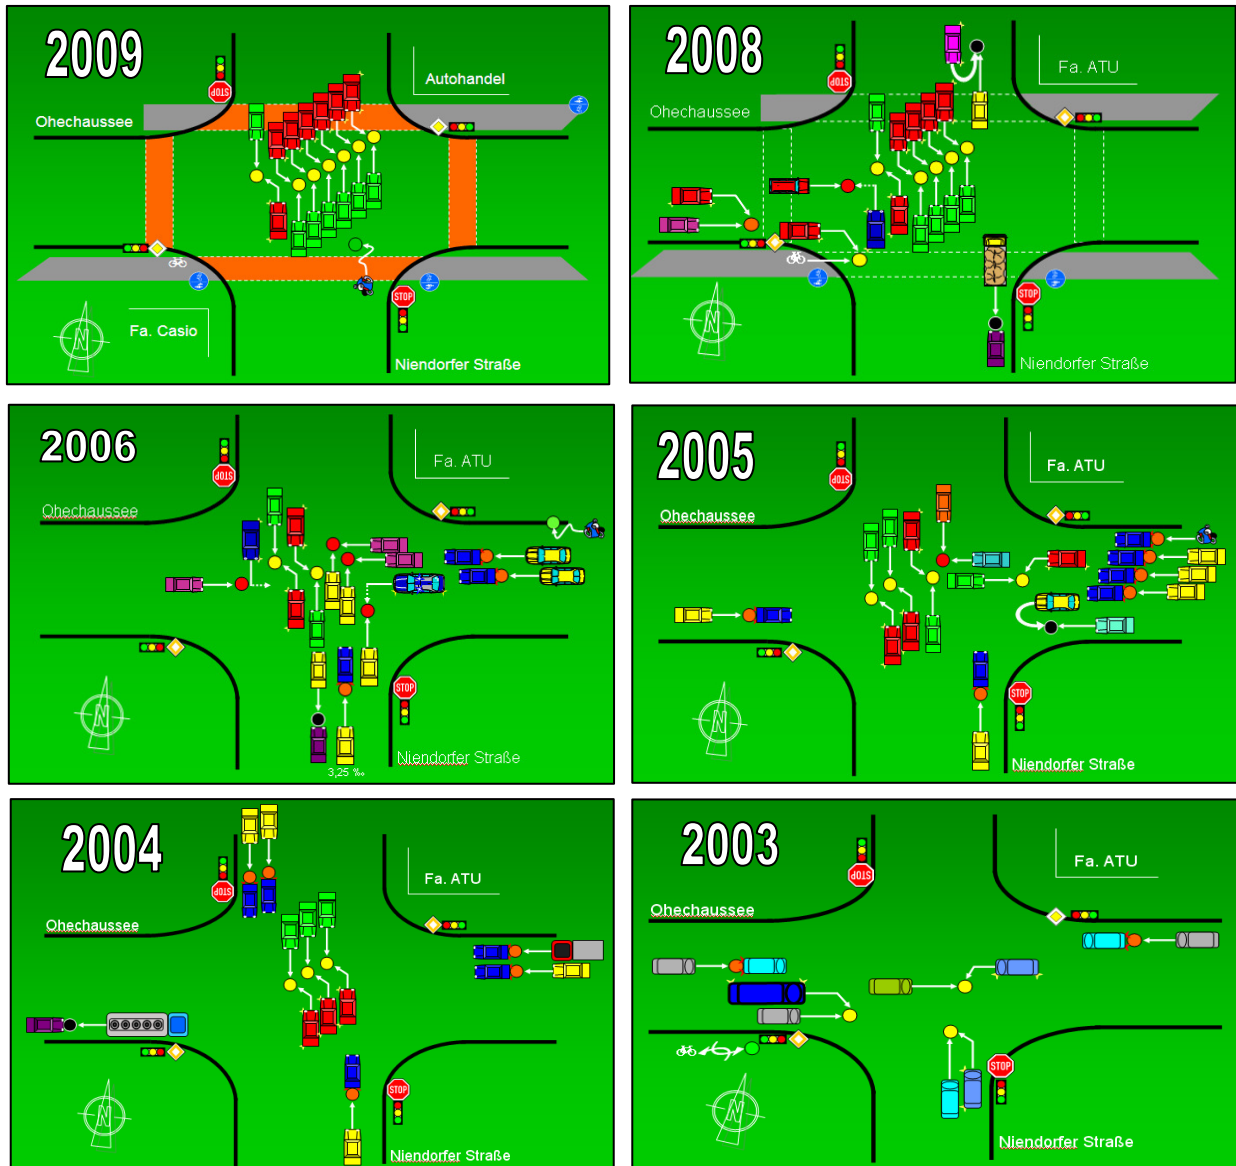 2009
STOP
Autohandel
Ohechaussee
STOP
Fa. Casio
N
Niendorfer Straße
2008
STOP
Fa. ATU
Ohechaussee
STOP
N
Niendorfer Straße
2006
STOP
Fa. ATU
Ohechaussee
STOP
N
Niendorfer Straße
3,25 ‰
2005
STOP
Fa. ATU
Ohechaussee
STOP
N
Niendorfer Straße
2004
STOP
Fa. ATU
Ohechaussee
STOP
N
Niendorfer Straße
2003
STOP
Fa. ATU
Ohechaussee
STOP
N
Niendorfer Straße